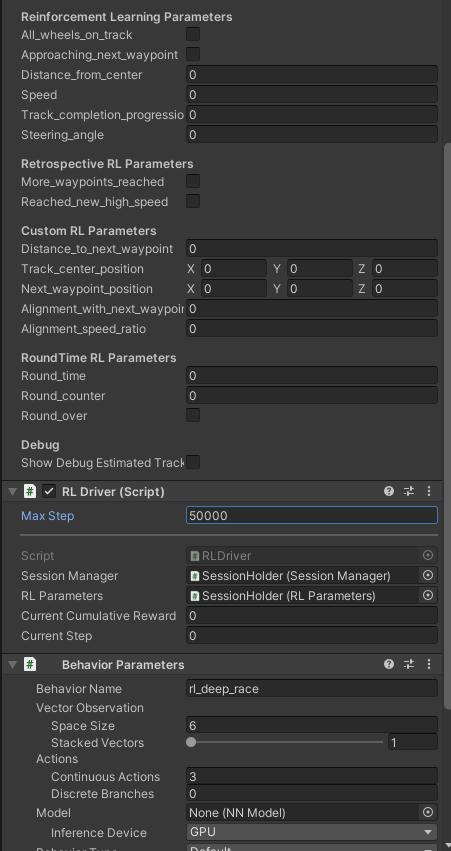 Reinforcement Learning Parameters
All_wheels_on_track
Approaching_next_waypoint
Distance_from_center 0
Speed 0
Track_completion_progressio 0
Steering_angle 0
Retrospective RL Parameters
More_waypoints_reached
Reached_new_high_speed
Custom RL Parameters
Distance_to_next_waypoint 0
Track_center_position X 0 Y 0 Z 0
Next_waypoint_position X 0 Y 0 Z 0
Alignment_with_next_waypoin 0
Alignment_speed_ratio 0
RoundTime RL Parameters
Round_time 0
Round_counter 0
Round_over
Debug
Show Debug Estimated Track
# RL Driver (Script)
Max Step 50000
Script # RLDriver
Session Manager # SessionHolder (Session Manager)
RL Parameters # SessionHolder (RL Parameters)
Current Cumulative Reward 0
Current Step 0
# Behavior Parameters
Behavior Name rl_deep_race
Vector Observation
Space Size 6
Stacked Vectors 1
Actions
Continuous Actions 3
Discrete Branches 0
Model None (NN Model)
Inference Device GPU
Behavior Type Default